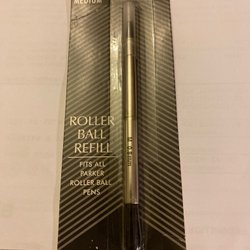 MEDIUM
ROLLER
BALL
REFILL
FITS ALL
PARKER
ROLLER BALL
PENS